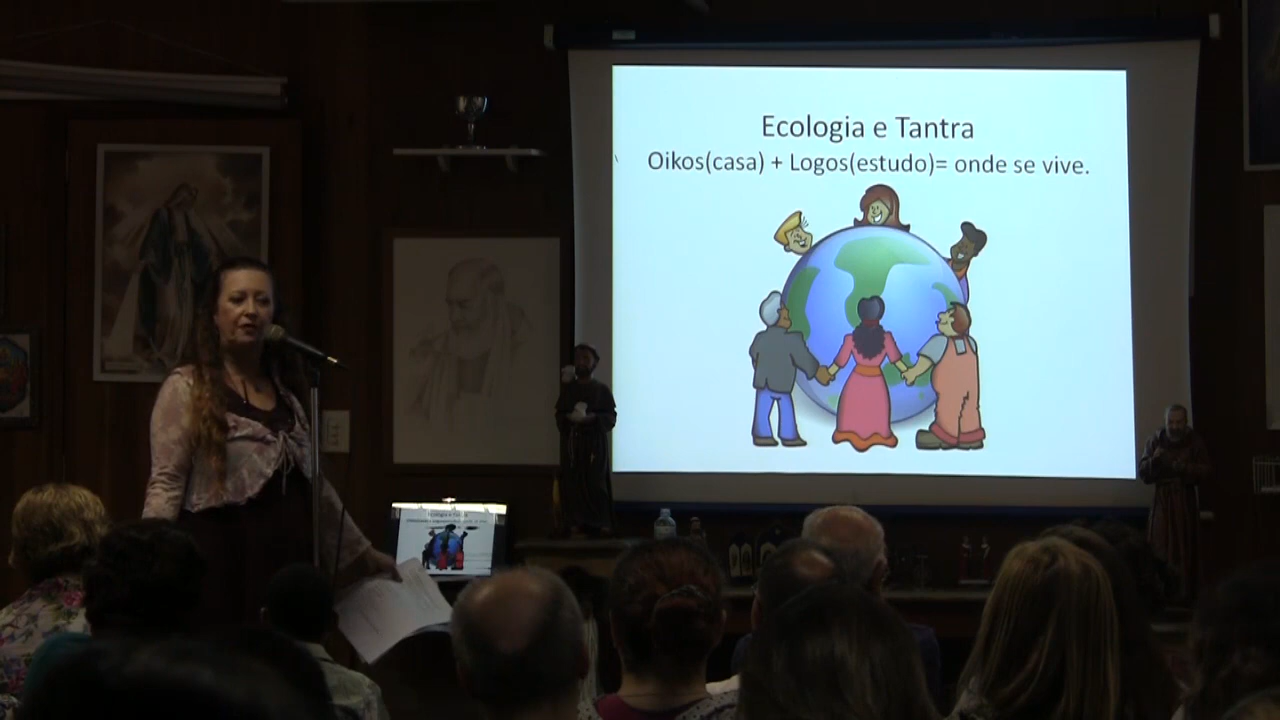 Ecologia e Tantra
Oikos(casa) + Logos(estudo)= onde se vive.